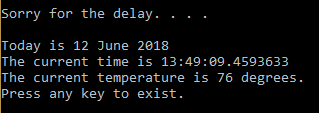 Sorry for the delay. . . .
Today is 12 June 2018
The current time is 13:49:09.4593633
The current temperature is 76 degrees.
Press any key to exist.